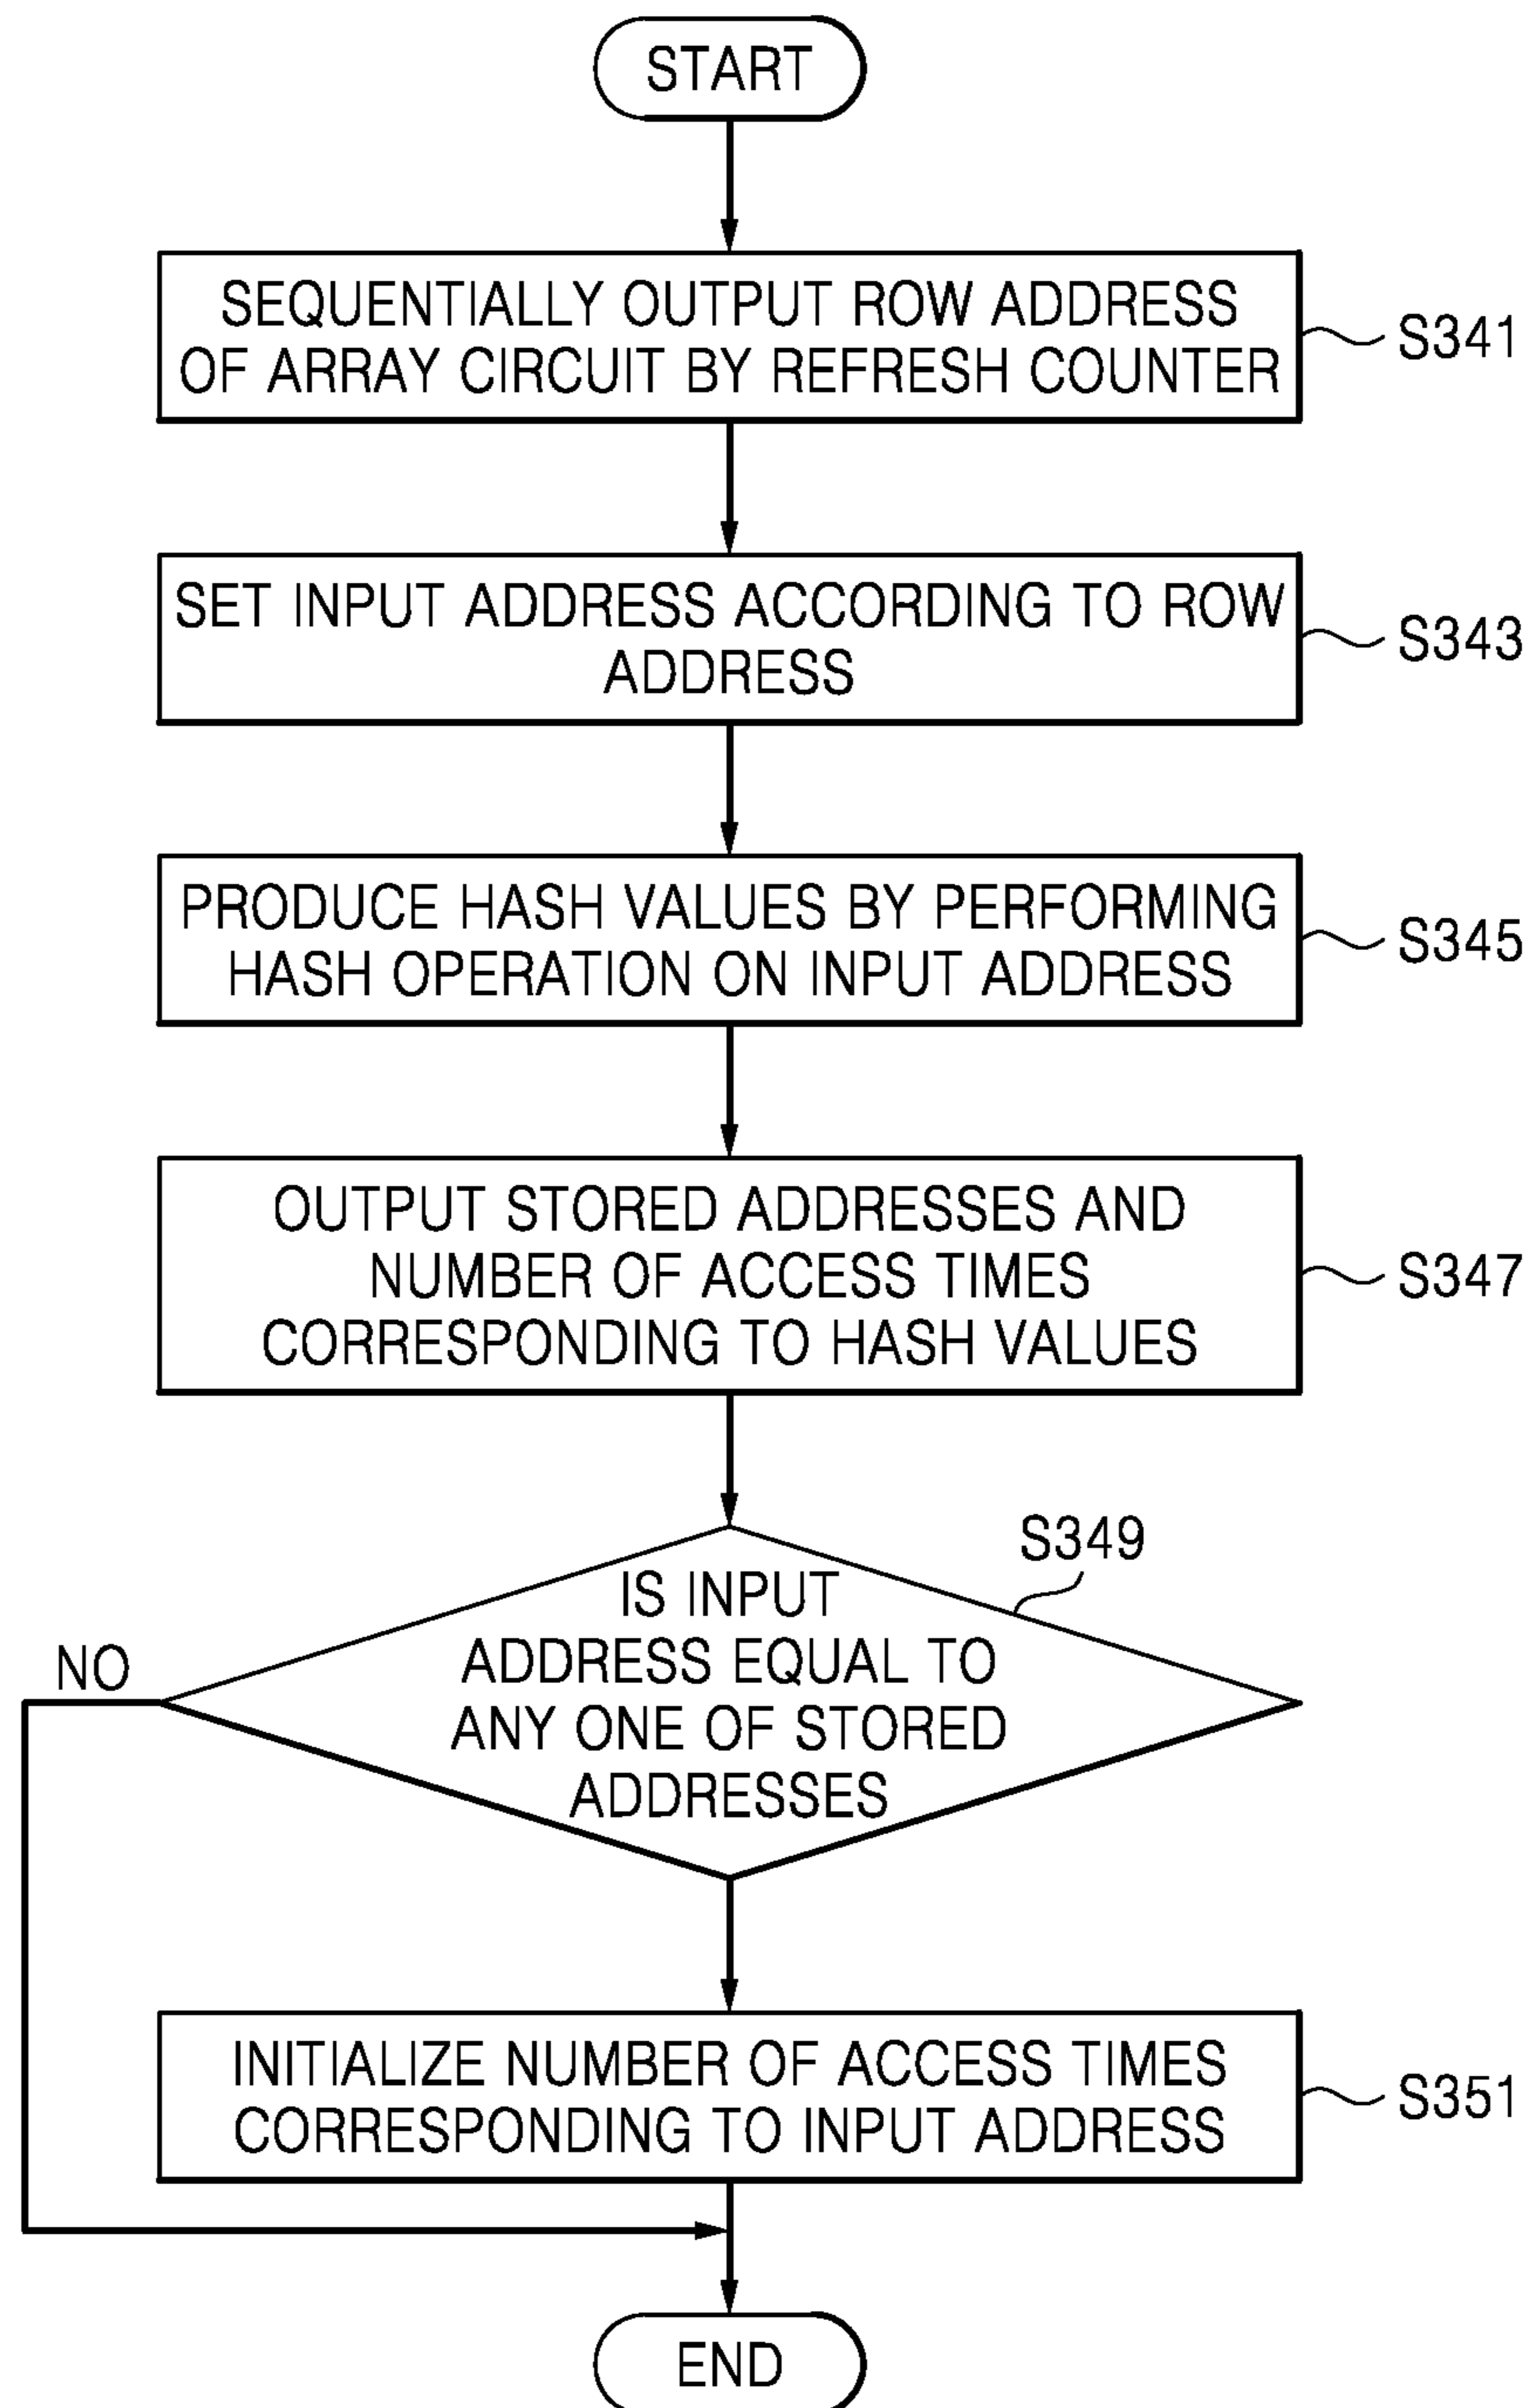 START
SEQUENTIALLY OUTPUT ROW ADDRESS
OF ARRAY CIRCUIT BY REFRESH COUNTER
S341
SET INPUT ADDRESS ACCORDING TO ROW
ADDRESS
S343
PRODUCE HASH VALUES BY PERFORMING
HASH OPERATION ON INPUT ADDRESS
S345
OUTPUT STORED ADDRESSES AND
NUMBER OF ACCESS TIMES
CORRESPONDING TO HASH VALUES
S347
S349
IS INPUT
ADDRESS EQUAL TO
ANY ONE OF STORED
ADDRESSES
NO
INITIALIZE NUMBER OF ACCESS TIMES
CORRESPONDING TO INPUT ADDRESS
S351
END